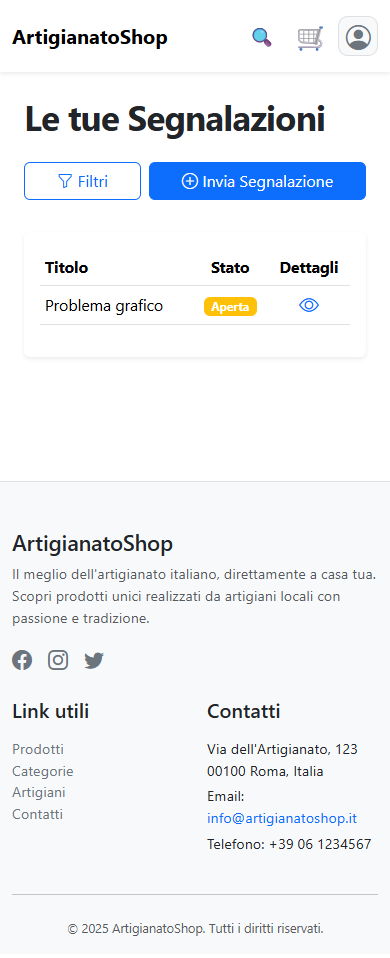 ArtigianatoShop
Le tue Segnalazioni
Filtri
Invia Segnalazione
Titolo Stato Dettagli
Problema grafico Aperta
ArtigianatoShop
Il meglio dell'artigianato italiano, direttamente a casa tua.
Scopri prodotti unici realizzati da artigiani locali con
passione e tradizione.
Link utili
Prodotti
Categorie
Artigiani
Contatti
Contatti
Via dell'Artigianato, 123
00100 Roma, Italia
Email:
info@artigianatoshop.it
Telefono: +39 06 1234567
© 2025 ArtigianatoShop. Tutti i diritti riservati.